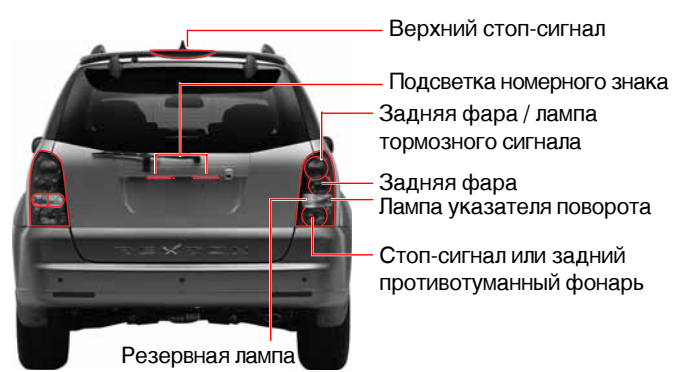 Верхний стоп-сигнал
Подсветка номерного знака
Задняя фара / лампа
тормозного сигнала
Задняя фара
Лампа указателя поворота
Стоп-сигнал или задний
противотуманный фонарь
REXTON
Резервная лампа